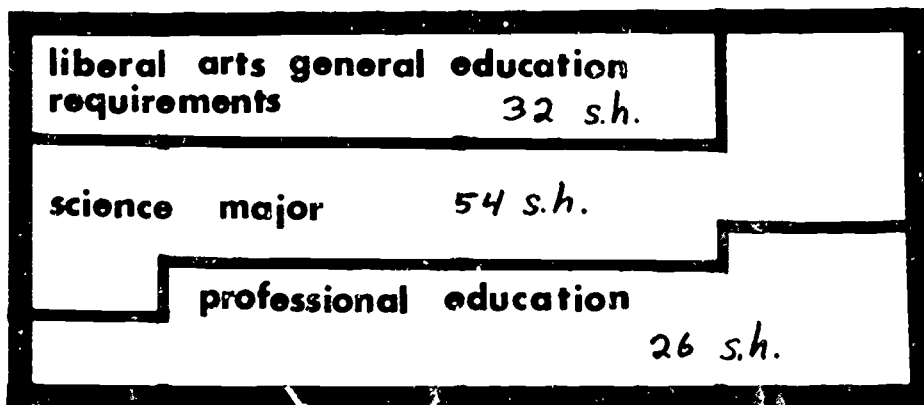 liberal arts general education
requirements 32 s.h.
science major 54 s.h.
professional education
26 s.h.